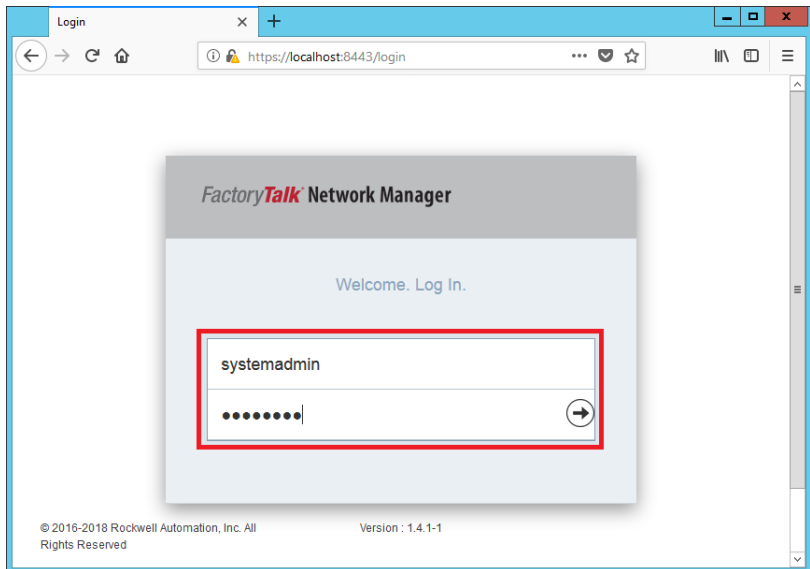 Login
https://localhost:8443/login
FactoryTalk Network Manager
Welcome. Log In.
systemadmin
••••••••
© 2016-2018 Rockwell Automation, Inc. All
Rights Reserved
Version : 1.4.1-1